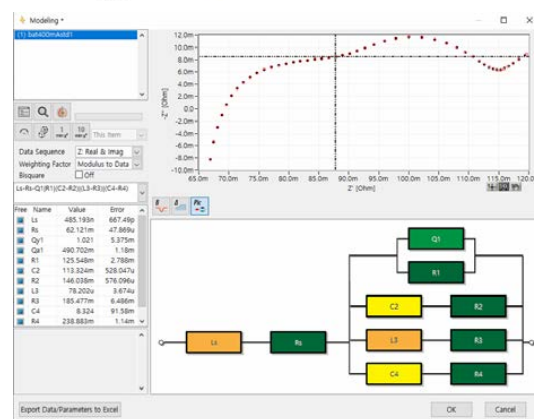 Modeling *
(1) bat400mAstd1
This item
Data Sequence Z: Real & Imag
Weighting Factor Modulus to Data
Bisquare Off
Ls-Rs-Q1|R1|(C2-R2)|(L3-R3)|(C4-R4)
Free Name Value Error
Ls 485.193n 667.49p
Rs 62.121m 47.869u
Qy1 1.021 5.375m
Qa1 490.702m 1.18m
R1 125.548m 2.788m
C2 113.324m 528.047u
R2 146.038m 576.096u
L3 78.202u 3.674u
R3 185.477m 6.486m
C4 8.324 91.58m
R4 238.883m 1.14m
Export Data/Parameters to Excel
-Z'' [Ohm]
12.0m
10.0m
8.0m
6.0m
4.0m
2.0m
0.0
-2.0m
-4.0m
-6.0m
-8.0m
-10.0m
65.0m 70.0m 75.0m 80.0m 85.0m 90.0m 95.0m 100.0m 105.0m 110.0m 115.0m 120.0m
Z' [Ohm]
Q1
R1
C2 R2
Ls Rs L3 R3
C4 R4
OK Cancel